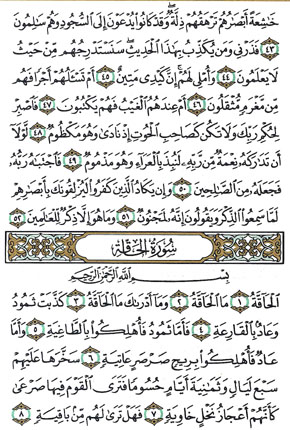 خَٰشِعَةً أَبۡصَٰرُهُمۡ تَرۡهَقُهُمۡ ذِلَّةٞۖ وَقَدۡ كَانُواْ يُدۡعَوۡنَ إِلَى ٱلسُّجُودِ وَهُمۡ سَٰلِمُونَ
٤٣ فَذَرۡنِي وَمَن يُكَذِّبُ بِهَٰذَا ٱلۡحَدِيثِۖ سَنَسۡتَدۡرِجُهُم مِّنۡ حَيۡثُ
لَا يَعۡلَمُونَ ٤٤ وَأُمۡلِي لَهُمۡۚ إِنَّ كَيۡدِي مَتِينٌ ٤٥ أَمۡ تَسۡـَٔلُهُمۡ أَجۡرٗا فَهُم
مِّن مَّغۡرَمٖ مُّثۡقَلُونَ ٤٦ أَمۡ عِندَهُمُ ٱلۡغَيۡبُ فَهُمۡ يَكۡتُبُونَ ٤٧ فَٱصۡبِرۡ
لِحُكۡمِ رَبِّكَ وَلَا تَكُن كَصَاحِبِ ٱلۡحُوتِ إِذۡ نَادَىٰ وَهُوَ مَكۡظُومٞ ٤٨ لَّوۡلَآ
أَن تَدَٰرَكَهُۥ نِعۡمَةٞ مِّن رَّبِّهِۦ لَنُبِذَ بِٱلۡعَرَآءِ وَهُوَ مَذۡمُومٞ ٤٩ فَٱجۡتَبَٰهُ رَبُّهُۥ
فَجَعَلَهُۥ مِنَ ٱلصَّٰلِحِينَ ٥٠ وَإِن يَكَادُ ٱلَّذِينَ كَفَرُواْ لَيُزۡلِقُونَكَ بِأَبۡصَٰرِهِمۡ
لَمَّا سَمِعُواْ ٱلذِّكۡرَ وَيَقُولُونَ إِنَّهُۥ لَمَجۡنُونٞ ٥١ وَمَا هُوَ إِلَّا ذِكۡرٞ لِّلۡعَٰلَمِينَ ٥٢
سُورَةُ الحَاقَّةِ
بِسۡمِ ٱللَّهِ ٱلرَّحۡمَٰنِ ٱلرَّحِيمِ
ٱلۡحَآقَّةُ ١ مَا ٱلۡحَآقَّةُ ٢ وَمَآ أَدۡرَىٰكَ مَا ٱلۡحَآقَّةُ ٣ كَذَّبَتۡ ثَمُودُ
وَعَادُۢ بِٱلۡقَارِعَةِ ٤ فَأَمَّا ثَمُودُ فَأُهۡلِكُواْ بِٱلطَّاغِيَةِ ٥ وَأَمَّا
عَادٞ فَأُهۡلِكُواْ بِرِيحٖ صَرۡصَرٍ عَاتِيَةٖ ٦ سَخَّرَهَا عَلَيۡهِمۡ
سَبۡعَ لَيَالٖ وَثَمَٰنِيَةَ أَيَّامٍ حُسُومٗاۖ فَتَرَى ٱلۡقَوۡمَ فِيهَا صَرۡعَىٰ
كَأَنَّهُمۡ أَعۡجَازُ نَخۡلٍ خَاوِيَةٖ ٧ فَهَلۡ تَرَىٰ لَهُم مِّنۢ بَاقِيَةٖ ٨